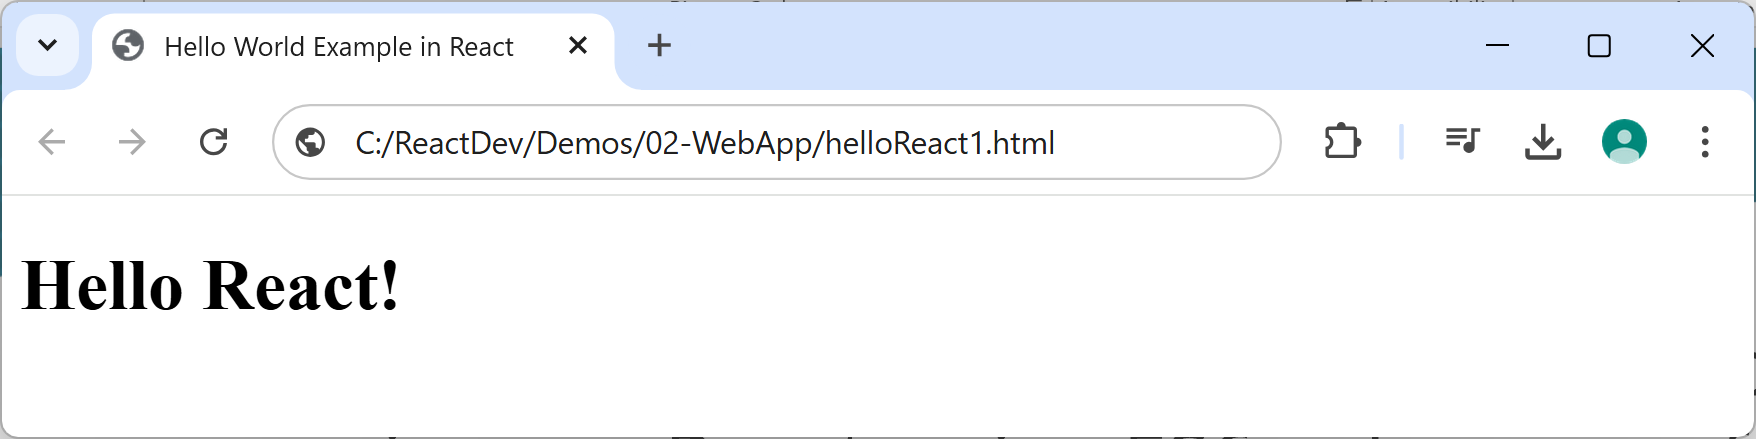 Hello World Example in React
C:/ReactDev/Demos/02-WebApp/helloReact1.html
Hello React!